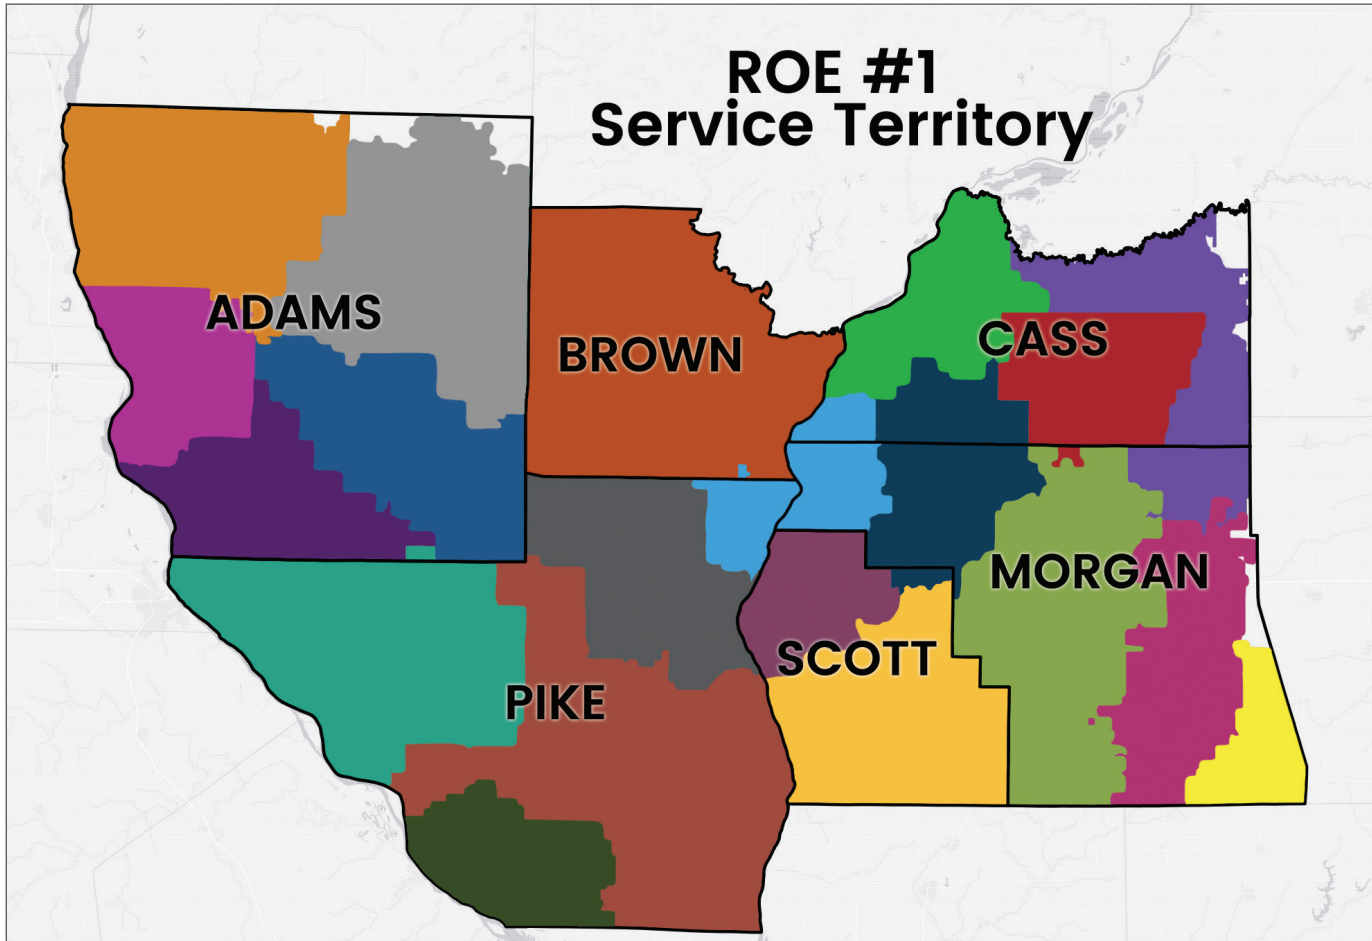 ROE #1
Service Territory
ADAMS
BROWN
CASS
MORGAN
SCOTT
PIKE